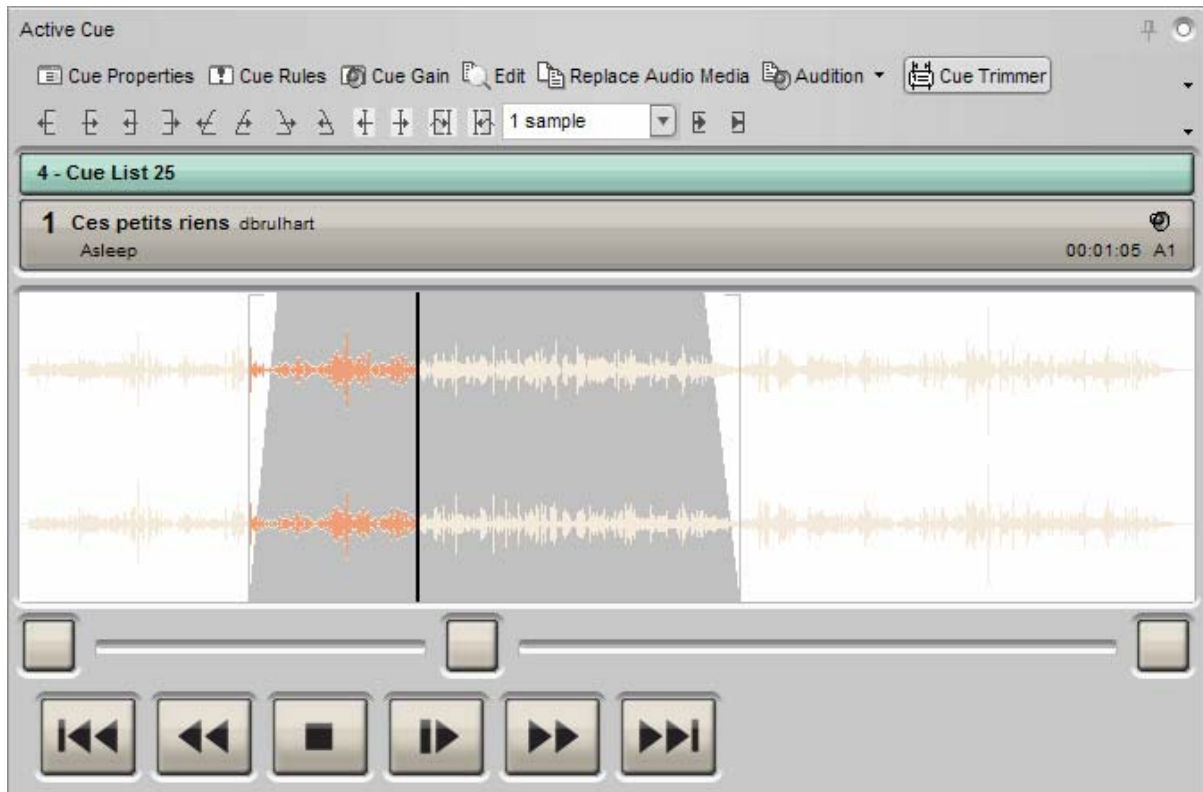 Active Cue
Cue Properties Cue Rules Cue Gain Edit Replace Audio Media Audition Cue Trimmer
1 sample
4 - Cue List 25
1 Ces petits riens dbrulhart
Asleep 00:01:05 A1